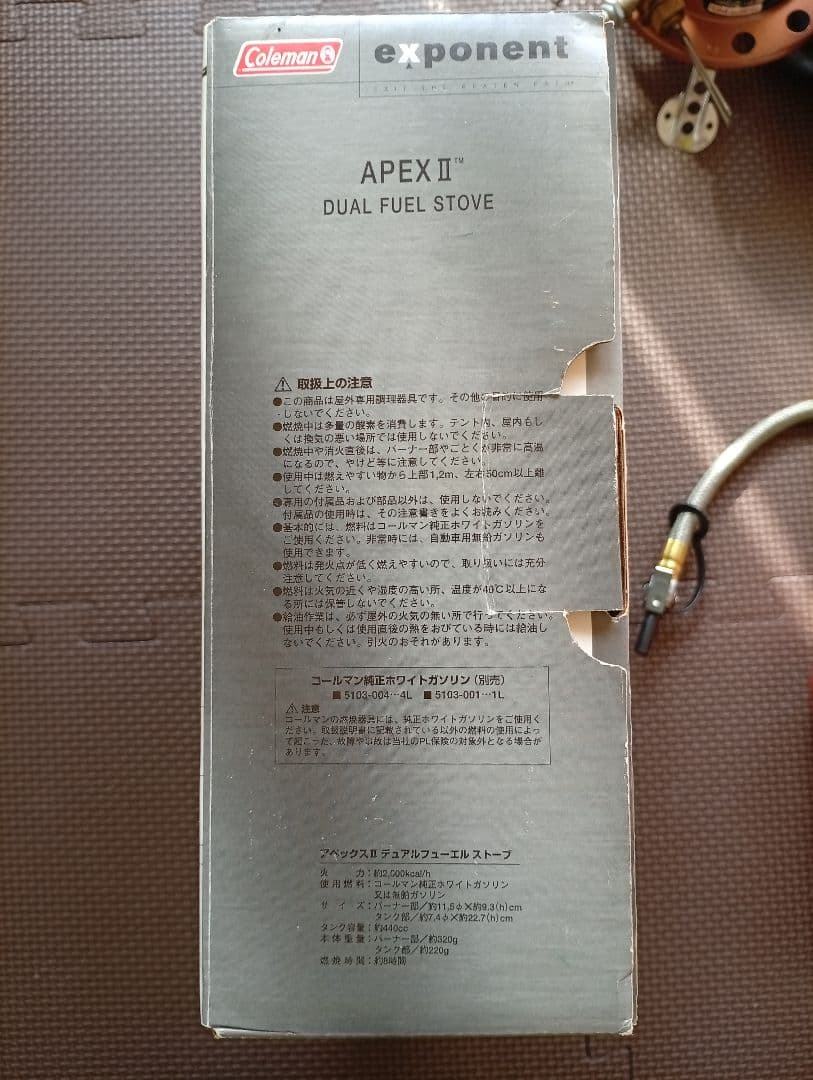 Coleman
exponent
EXIT THE BEATEN PATH
APEX II™
DUAL FUEL STOVE
⚠ 取扱上の注意
●この商品は屋外専用調理器具です。その他の目的に使用
しないでください。
●燃焼中は多量の酸素を消費します。テント内、屋内もし
くは換気の悪い場所では使用しないでください。
●燃焼中や消火直後は、バーナー部やごとくが非常に高温
になるので、やけど等に注意してください。
●使用中は燃えやすい物から上部1,2m、左右50cm以上離
してください。
●専用の付属品および部品以外は、使用しないでください。
付属品の使用時は、その注意書きをよくお読みください。
●基本的には、燃料はコールマン純正ホワイトガソリンを
ご使用ください。非常時には、自動車用無鉛ガソリンも
使用できます。
●燃料は発火点が低く燃えやすいので、取り扱いには充分
注意してください。
●燃料は火気の近くや湿度の高い所、温度が40℃以上にな
る所には保管しないでください。
●給油作業は、必ず屋外の火気の無い所で行ってください。
使用中もしくは使用直後の熱をおびている時には給油し
ないでください。引火のおそれがあります。
コールマン純正ホワイトガソリン(別売)
■ 5103-004…4L ■ 5103-001…1L
⚠ 注意
コールマンの燃焼器具には、純正ホワイトガソリンをご使用く
ださい。取扱説明書に記載されている以外の燃料の使用によっ
て起こった、故障や事故は当社のPL保険の対象外となる場合が
あります。
アペックスII デュアルフューエル ストーブ
火力:約2,000kcal/h
使用燃料:コールマン純正ホワイトガソリン
又は無鉛ガソリン
サイズ:バーナー部/約11.5φ×約9.3(h)cm
タンク部/約7.4φ×約22.7(h)cm
タンク容量:約440cc
本体重量:バーナー部/約320g
タンク部/約220g
燃焼時間:約8時間